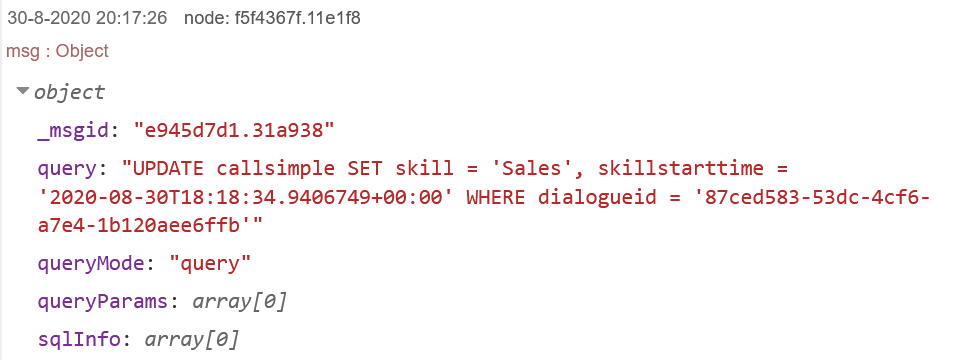 30-8-2020 20:17:26 node: f5f4367f.11e1f8
msg : Object
object
_msgid: "e945d7d1.31a938"
query: "UPDATE callsimple SET skill = 'Sales', skillstarttime =
'2020-08-30T18:18:34.9406749+00:00' WHERE dialogueid = '87ced583-53dc-4cf6-
a7e4-1b120aee6ffb'"
queryMode: "query"
queryParams: array[0]
sqlInfo: array[0]